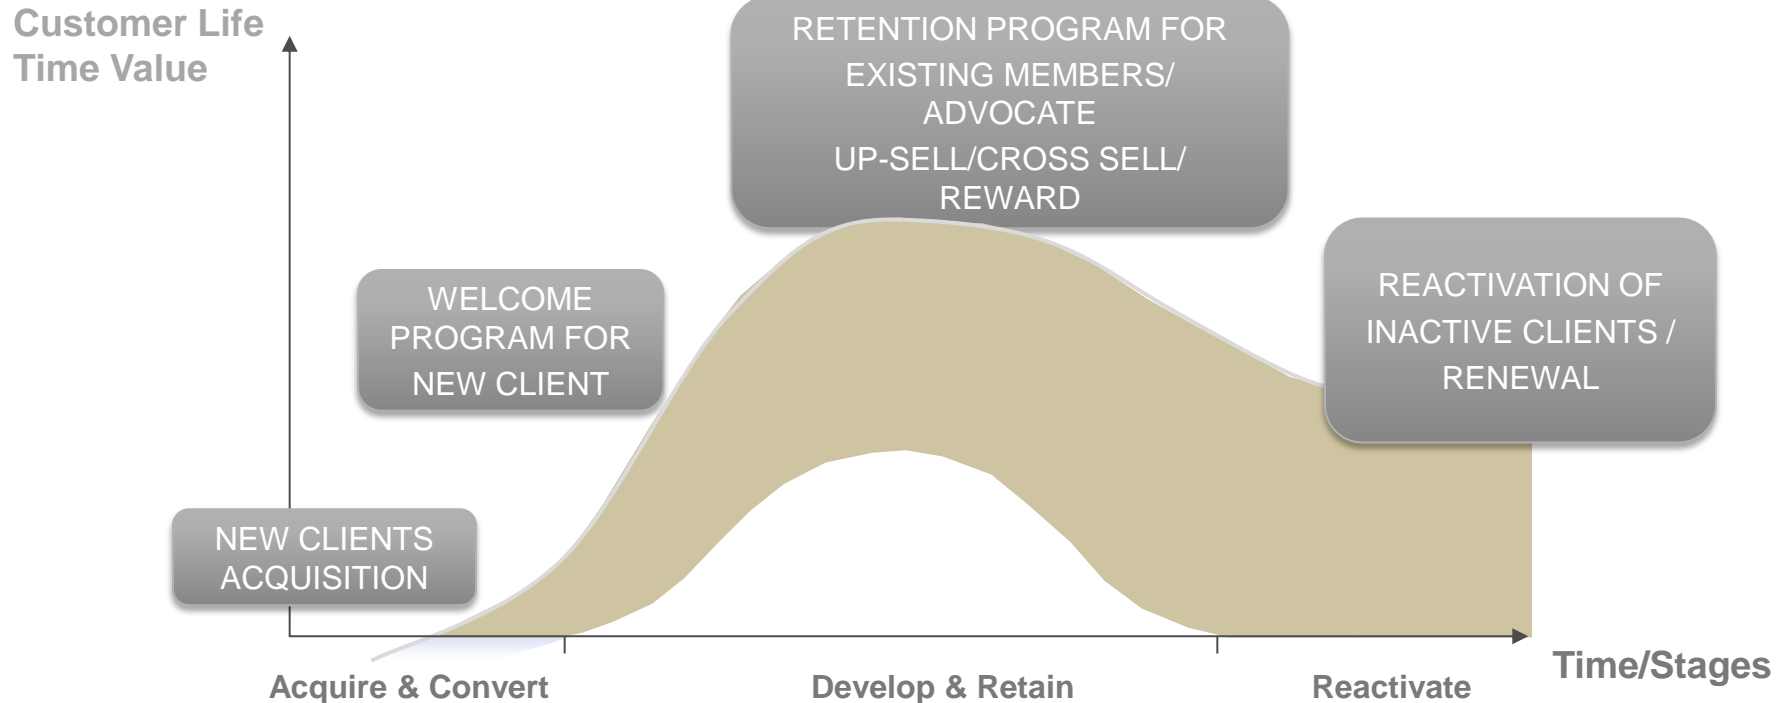 Customer Life
Time Value
RETENTION PROGRAM FOR
EXISTING MEMBERS/
ADVOCATE
UP-SELL/CROSS SELL/
REWARD
WELCOME
PROGRAM FOR
NEW CLIENT
REACTIVATION OF
INACTIVE CLIENTS /
RENEWAL
NEW CLIENTS
ACQUISITION
Acquire & Convert
Develop & Retain
Reactivate
Time/Stages